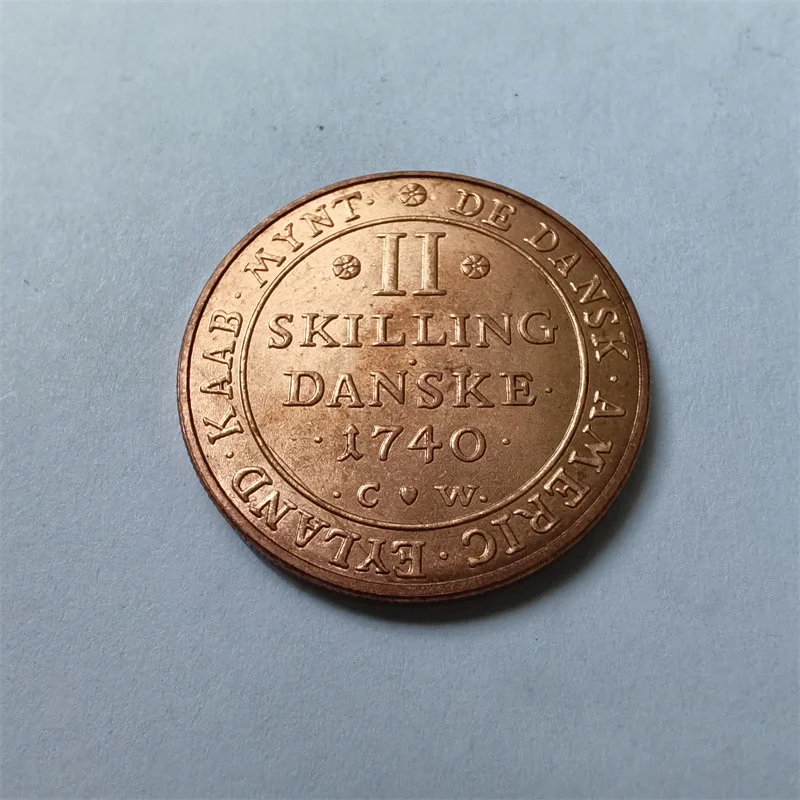 DE DANSK · AMERIC · EYLAND · KAAB · MYNT ·
II
SKILLING
DANSKE ·
· 1740 ·
· C ♥ W ·